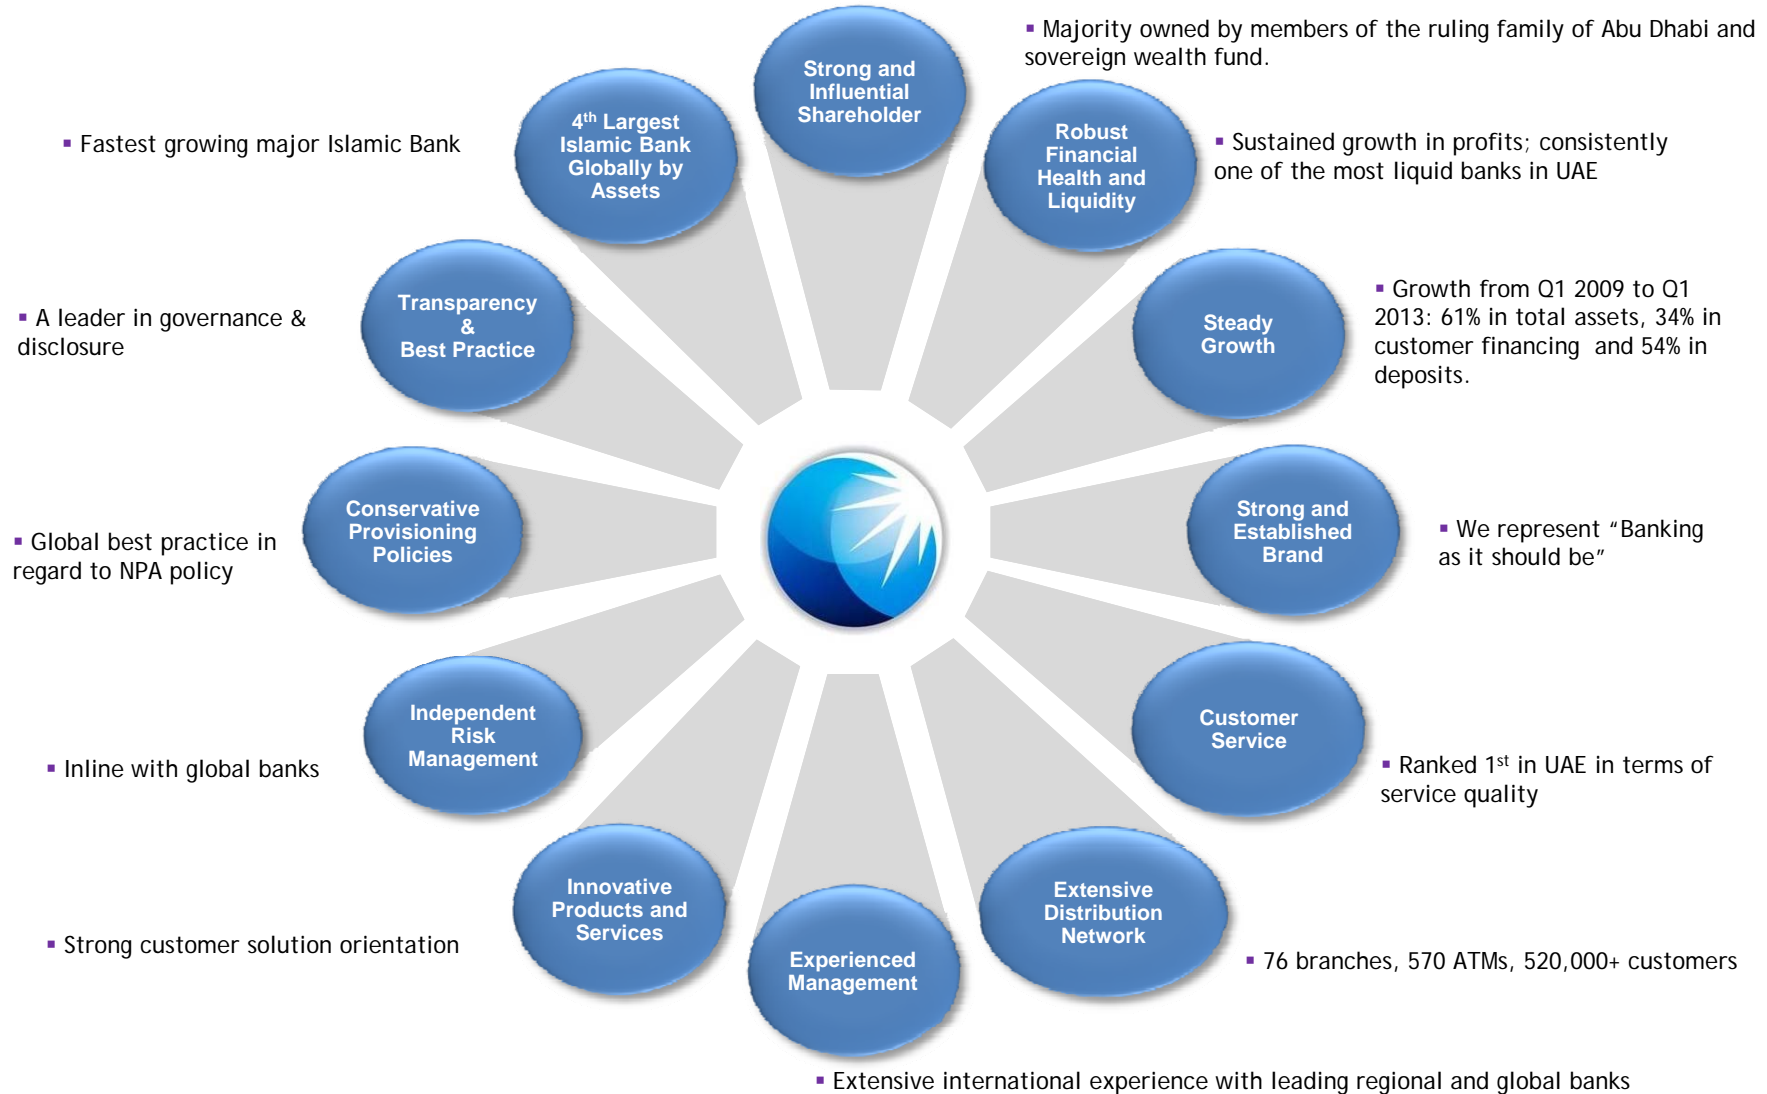 Strong and
Influential
Shareholder
▪ Majority owned by members of the ruling family of Abu Dhabi and
sovereign wealth fund.
Robust
Financial
Health and
Liquidity
▪ Sustained growth in profits; consistently
one of the most liquid banks in UAE
Steady
Growth
▪ Growth from Q1 2009 to Q1
2013: 61% in total assets, 34% in
customer financing and 54% in
deposits.
Strong and
Established
Brand
▪ We represent “Banking
as it should be”
Customer
Service
▪ Ranked 1st in UAE in terms of
service quality
Extensive
Distribution
Network
▪ 76 branches, 570 ATMs, 520,000+ customers
Experienced
Management
▪ Extensive international experience with leading regional and global banks
Innovative
Products and
Services
▪ Strong customer solution orientation
Independent
Risk
Management
▪ Inline with global banks
Conservative
Provisioning
Policies
▪ Global best practice in
regard to NPA policy
Transparency
&
Best Practice
▪ A leader in governance &
disclosure
4th Largest
Islamic Bank
Globally by
Assets
▪ Fastest growing major Islamic Bank